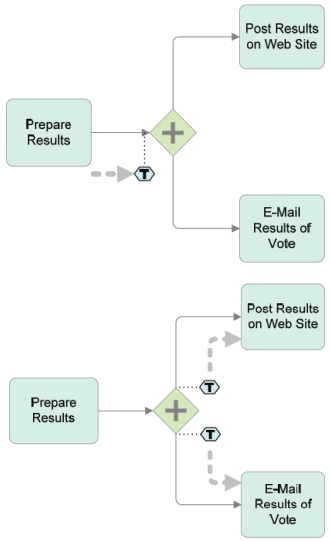 Post Results
on Web Site
Prepare
Results
T
E-Mail
Results of
Vote
Post Results
on Web Site
T
Prepare
Results
T
E-Mail
Results of
Vote